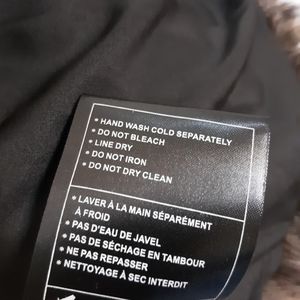 • HAND WASH COLD SEPARATELY
• DO NOT BLEACH
• LINE DRY
• DO NOT IRON
• DO NOT DRY CLEAN
• LAVER À LA MAIN SÉPARÉMENT
À FROID
• PAS D'EAU DE JAVEL
• PAS DE SÉCHAGE EN TAMBOUR
• NE PAS REPASSER
• NETTOYAGE À SEC INTERDIT